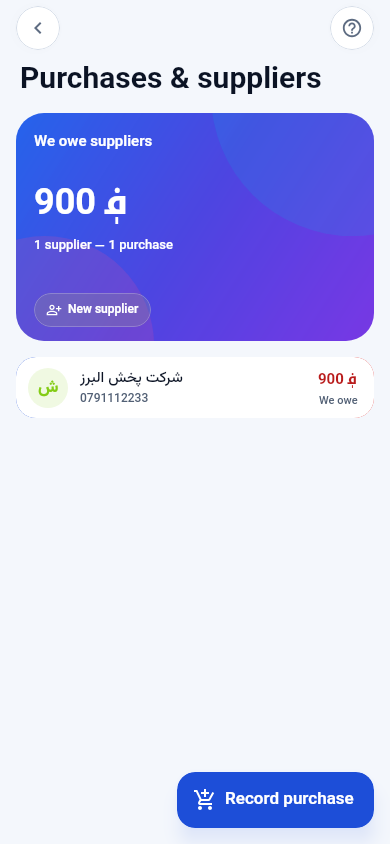 Purchases & suppliers
We owe suppliers
900 ؋
1 supplier — 1 purchase
New supplier
ش
شرکت پخش البرز
900 ؋
0791112233
We owe
Record purchase